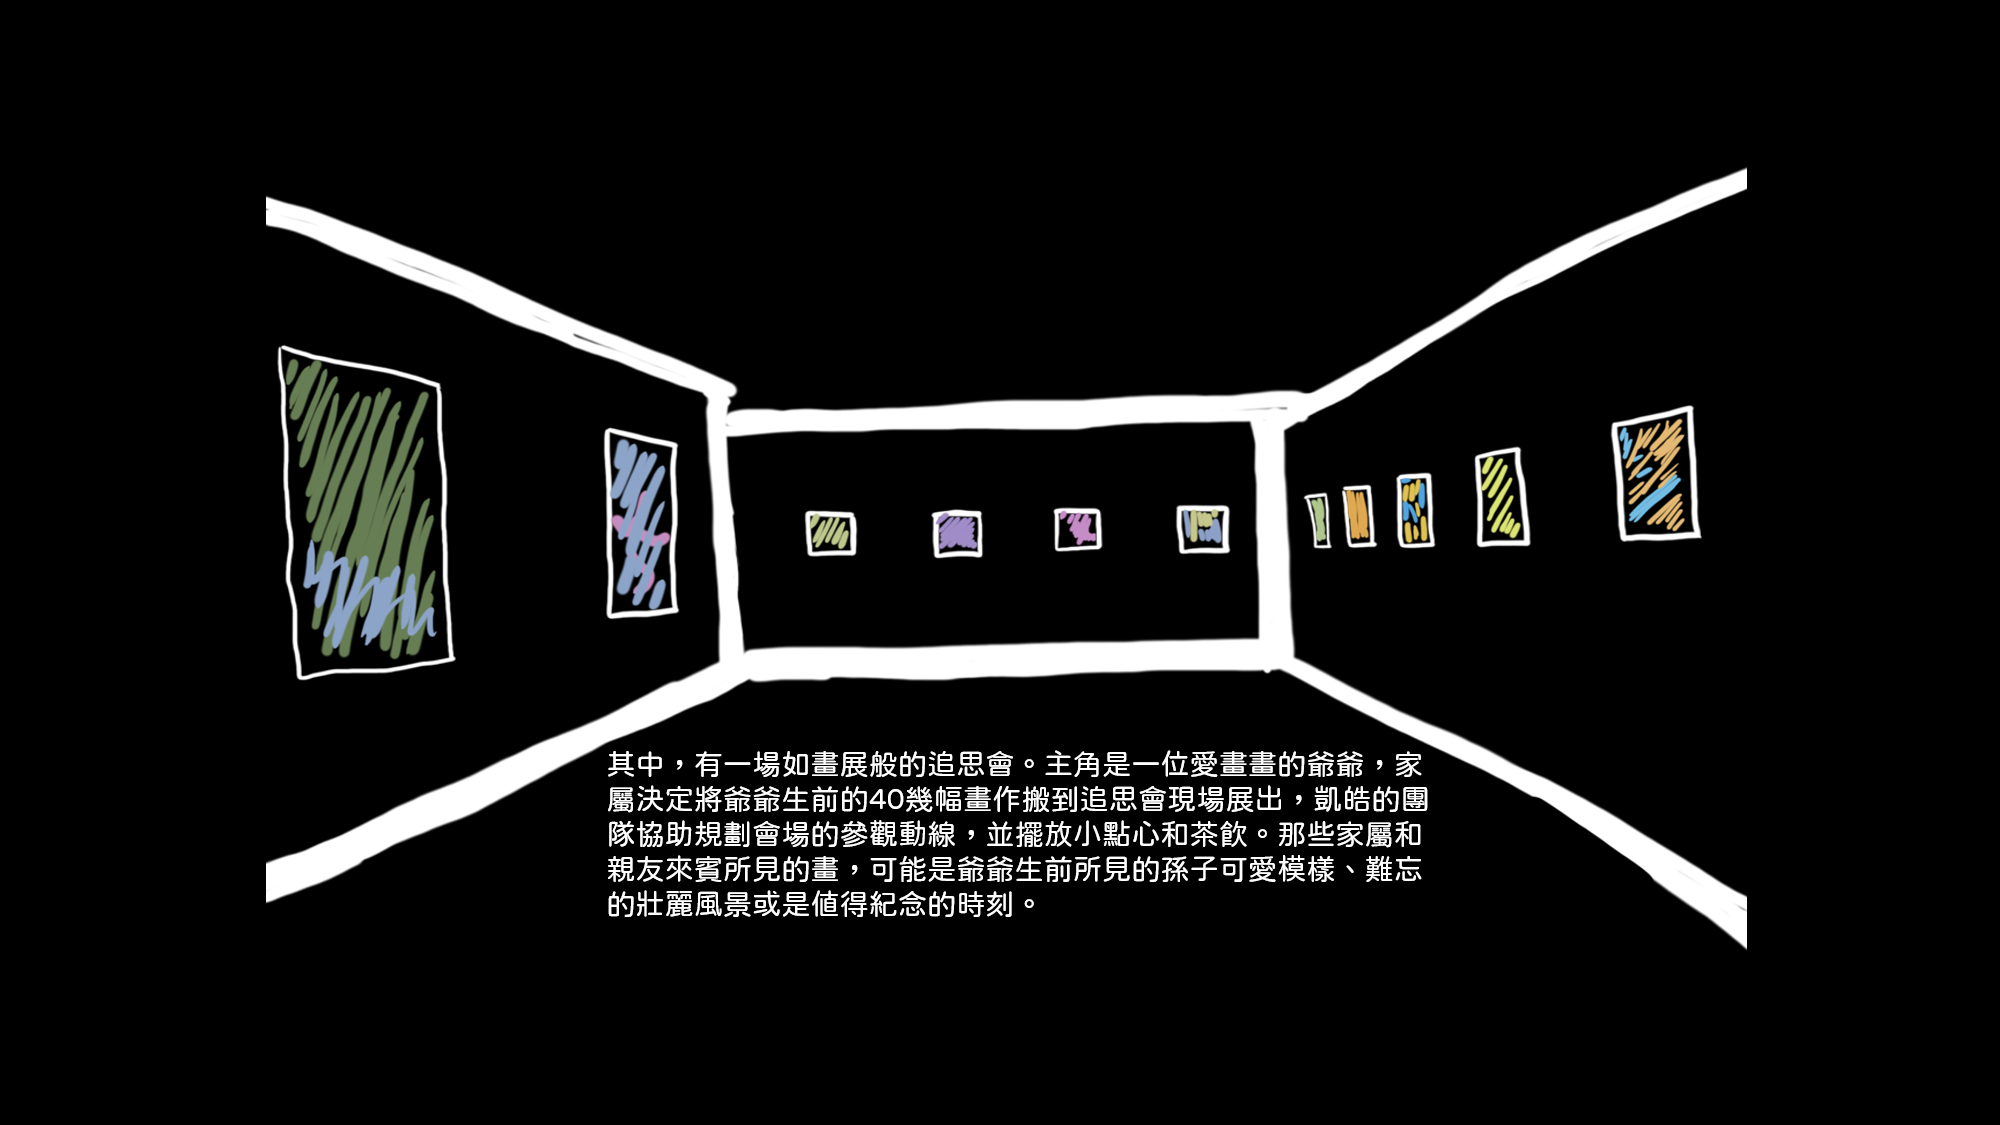 其中，有一場如畫展般的追思會。主角是一位愛畫畫的爺爺，家
屬決定將爺爺生前的40幾幅畫作搬到追思會現場展出，凱皓的團
隊協助規劃會場的參觀動線，並擺放小點心和茶飲。那些家屬和
親友來賓所見的畫，可能是爺爺生前所見的孫子可愛模樣、難忘
的壯麗風景或是值得紀念的時刻。